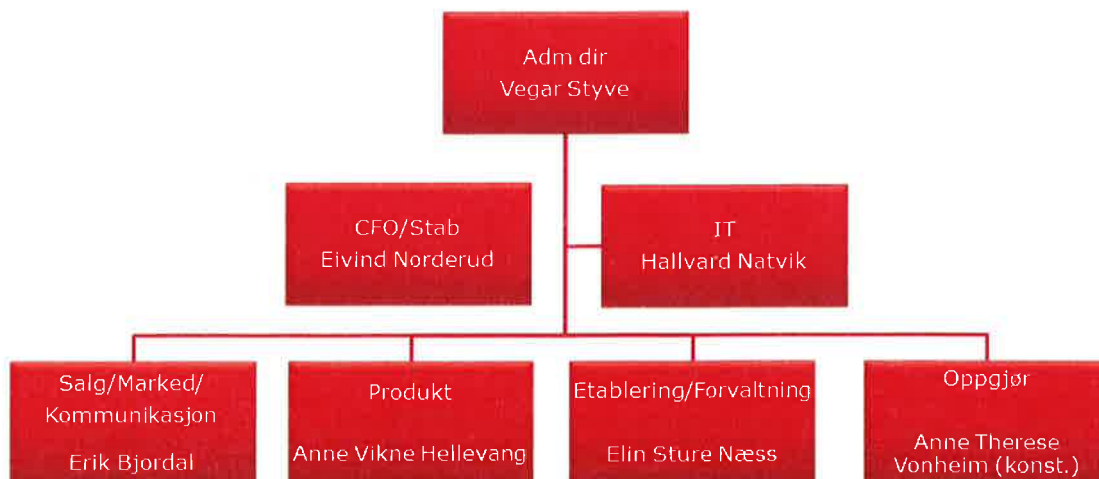 Adm dir
Vegar Styve
CFO/Stab
Eivind Norderud
IT
Hallvard Natvik
Salg/Marked/
Kommunikasjon
Erik Bjordal
Produkt
Anne Vikne Hellevang
Etablering/Forvaltning
Elin Sture Næss
Oppgjør
Anne Therese
Vonheim (konst.)